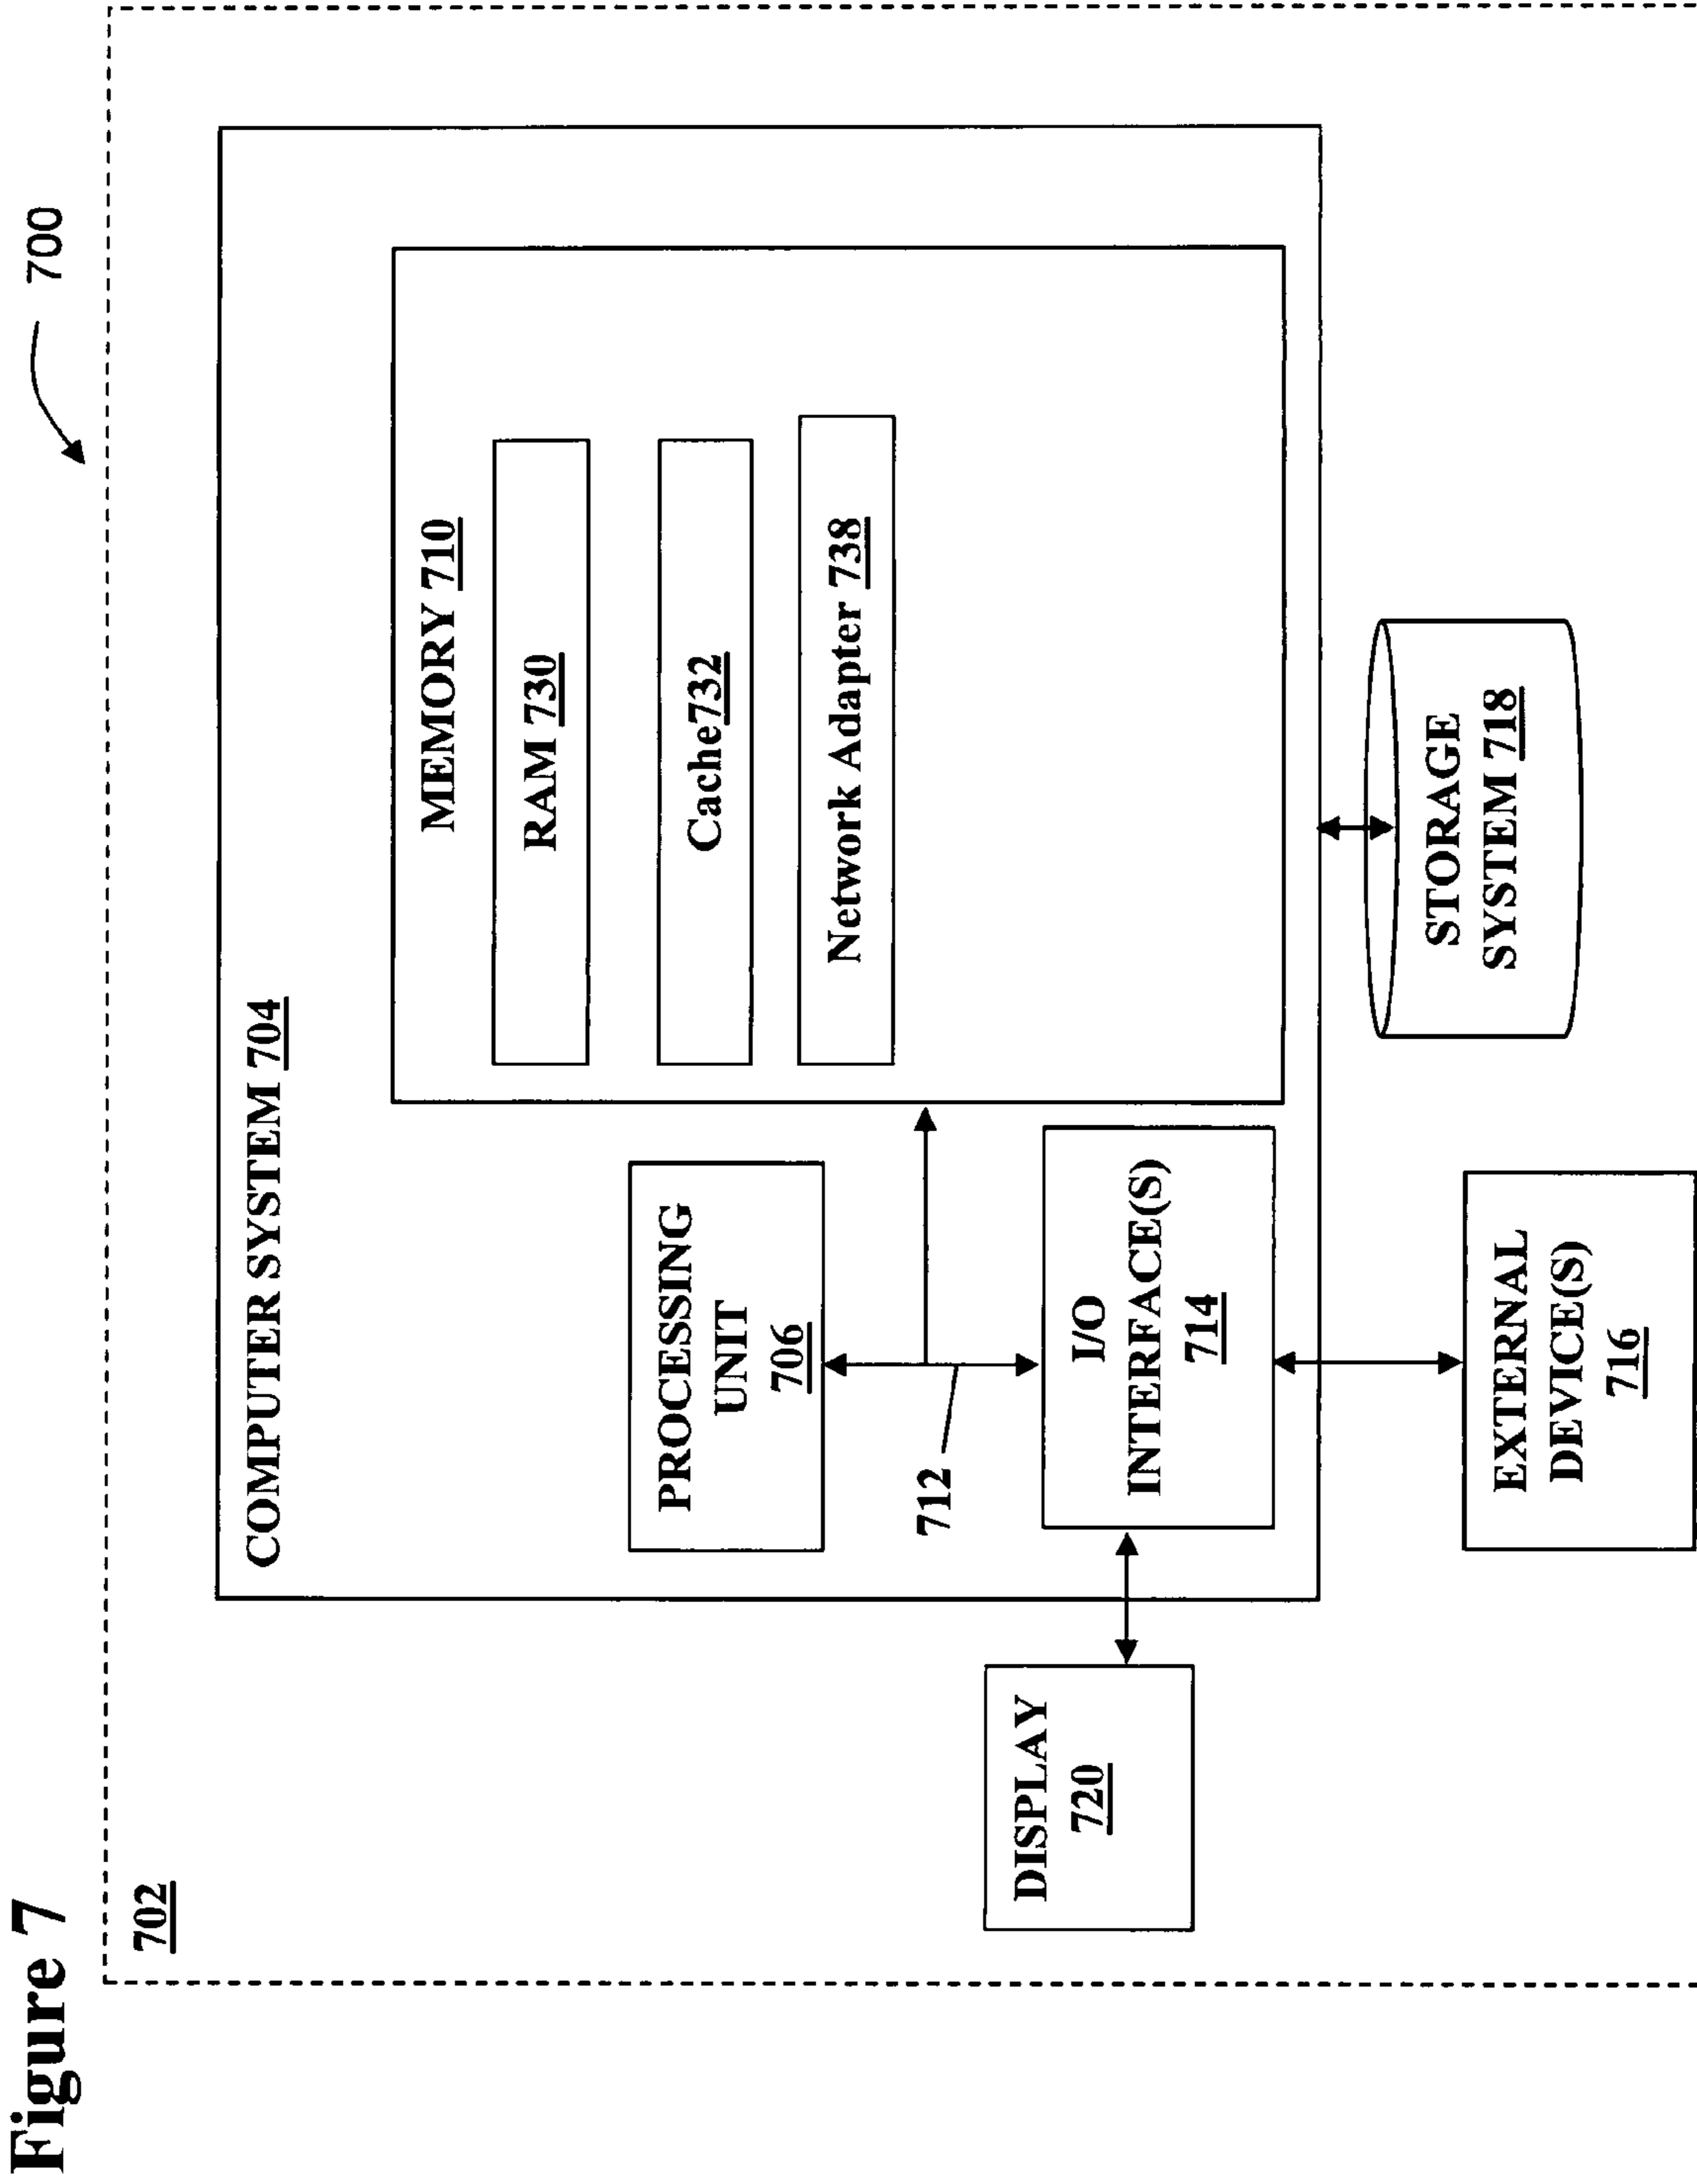 Figure 7
700
702
COMPUTER SYSTEM 704
MEMORY 710
RAM 730
Cache732
Network Adapter 738
PROCESSING
UNIT
706
712
I/O
INTERFACE(S)
714
DISPLAY
720
EXTERNAL
DEVICE(S)
716
STORAGE
SYSTEM 718